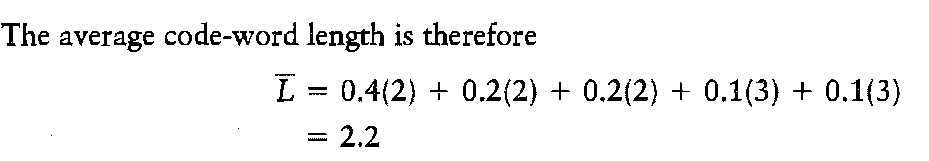 The average code-word length is therefore
L̅ = 0.4(2) + 0.2(2) + 0.2(2) + 0.1(3) + 0.1(3)
= 2.2